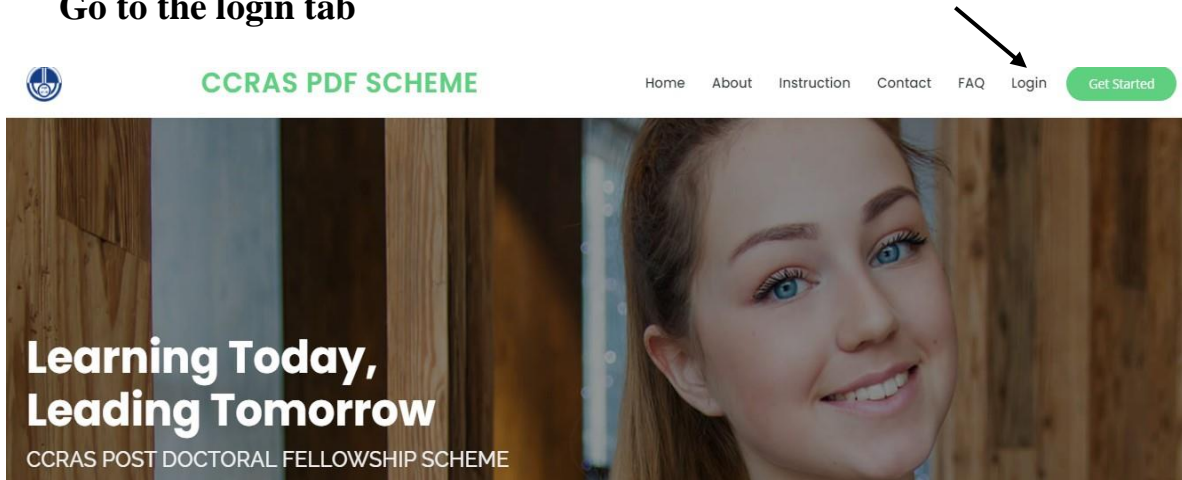 Go to the login tab
CCRAS PDF SCHEME
Home About Instruction Contact FAQ Login Get Started
Learning Today,
Leading Tomorrow
CCRAS POST DOCTORAL FELLOWSHIP SCHEME